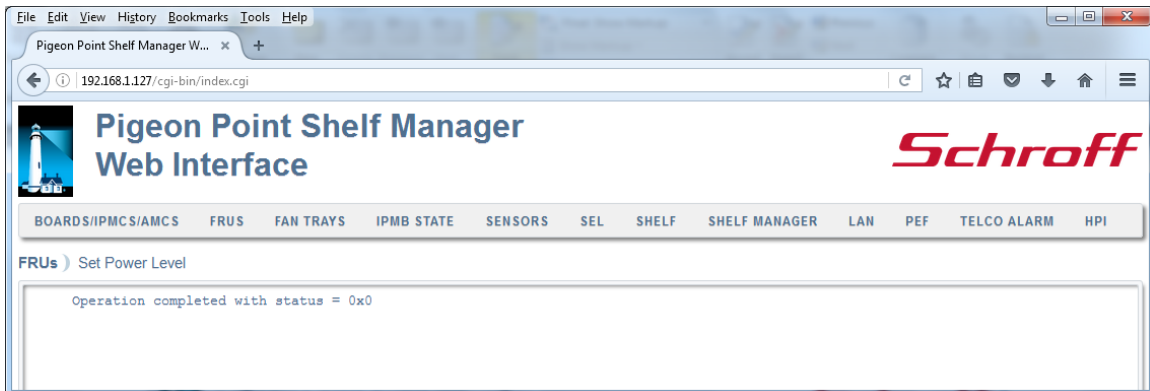 File Edit View History Bookmarks Tools Help
Pigeon Point Shelf Manager W... × +
192.168.1.127/cgi-bin/index.cgi
Pigeon Point Shelf Manager
Web Interface
Schroff
BOARDS/IPMCS/AMCS FRUS FAN TRAYS IPMB STATE SENSORS SEL SHELF SHELF MANAGER LAN PEF TELCO ALARM HPI
FRUs ) Set Power Level
Operation completed with status = 0x0